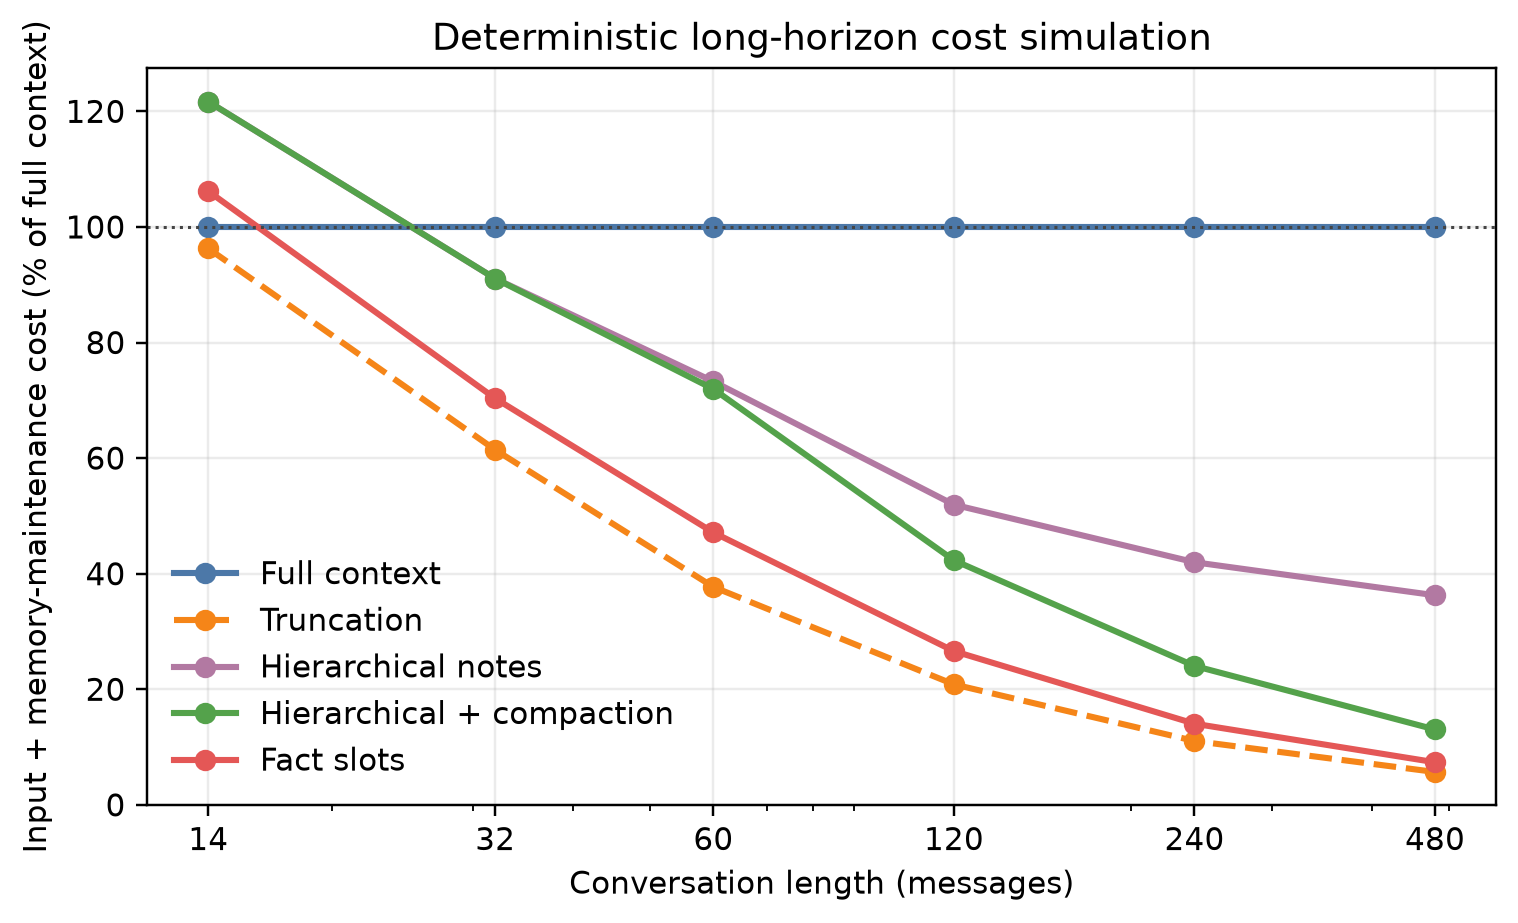 Deterministic long-horizon cost simulation
Input + memory-maintenance cost (% of full context)
120
100
80
60
40
20
0
Full context
Truncation
Hierarchical notes
Hierarchical + compaction
Fact slots
14 32 60 120 240 480
Conversation length (messages)